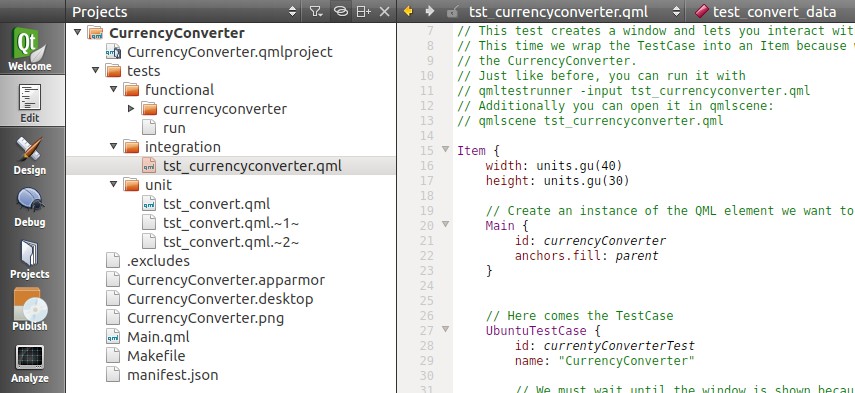 Projects
tst_currencyconverter.qml
test_convert_data
Qt
Welcome
Edit
Design
Debug
Projects
Publish
Analyze
CurrencyConverter
CurrencyConverter.qmlproject
tests
functional
currencyconverter
run
integration
tst_currencyconverter.qml
unit
tst_convert.qml
tst_convert.qml.~1~
tst_convert.qml.~2~
.excludes
CurrencyConverter.apparmor
CurrencyConverter.desktop
CurrencyConverter.png
Main.qml
Makefile
manifest.json
7 // This test creates a window and lets you interact wit
8 // This time we wrap the TestCase into an Item because
9 // the CurrencyConverter.
10 // Just like before, you can run it with
11 // qmltestrunner -input tst_currencyconverter.qml
12 // Additionally you can open it in qmlscene:
13 // qmlscene tst_currencyconverter.qml
14
15 Item {
16 width: units.gu(40)
17 height: units.gu(30)
18
19 // Create an instance of the QML element we want to
20 Main {
21 id: currencyConverter
22 anchors.fill: parent
23 }
24
25
26 // Here comes the TestCase
27 UbuntuTestCase {
28 id: currentyConverterTest
29 name: "CurrencyConverter"
30
31 // We must wait until the window is shown becau